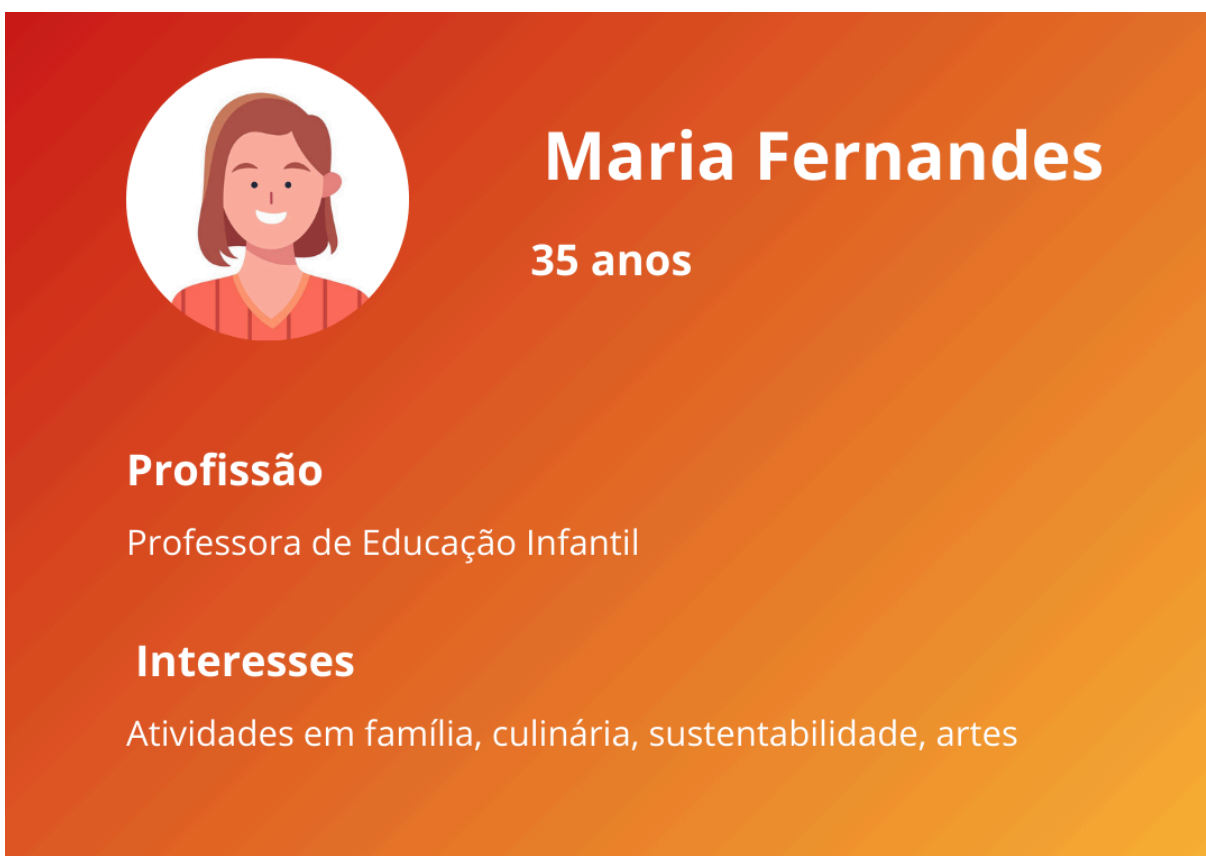 Maria Fernandes
35 anos
Profissão
Professora de Educação Infantil
Interesses
Atividades em família, culinária, sustentabilidade, artes